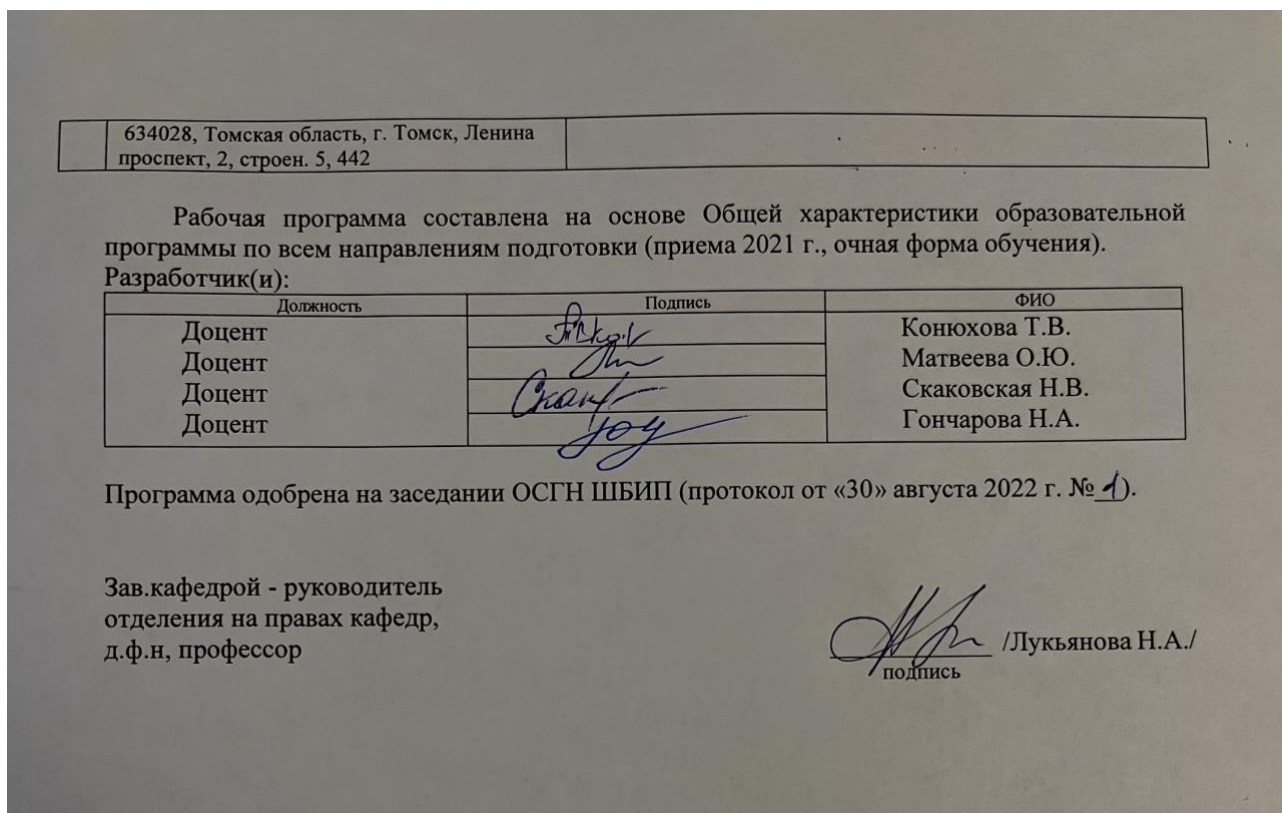 634028, Томская область, г. Томск, Ленина
проспект, 2, строен. 5, 442
Рабочая программа составлена на основе Общей характеристики образовательной
программы по всем направлениям подготовки (приема 2021 г., очная форма обучения).
Разработчик(и):
Должность Подпись ФИО
Доцент Конюхова Т.В.
Доцент Матвеева О.Ю.
Доцент Скаковская Н.В.
Доцент Гончарова Н.А.
Программа одобрена на заседании ОСГН ШБИП (протокол от «30» августа 2022 г. № 1).
Зав.кафедрой - руководитель
отделения на правах кафедр,
д.ф.н, профессор
/Лукьянова Н.А./
подпись